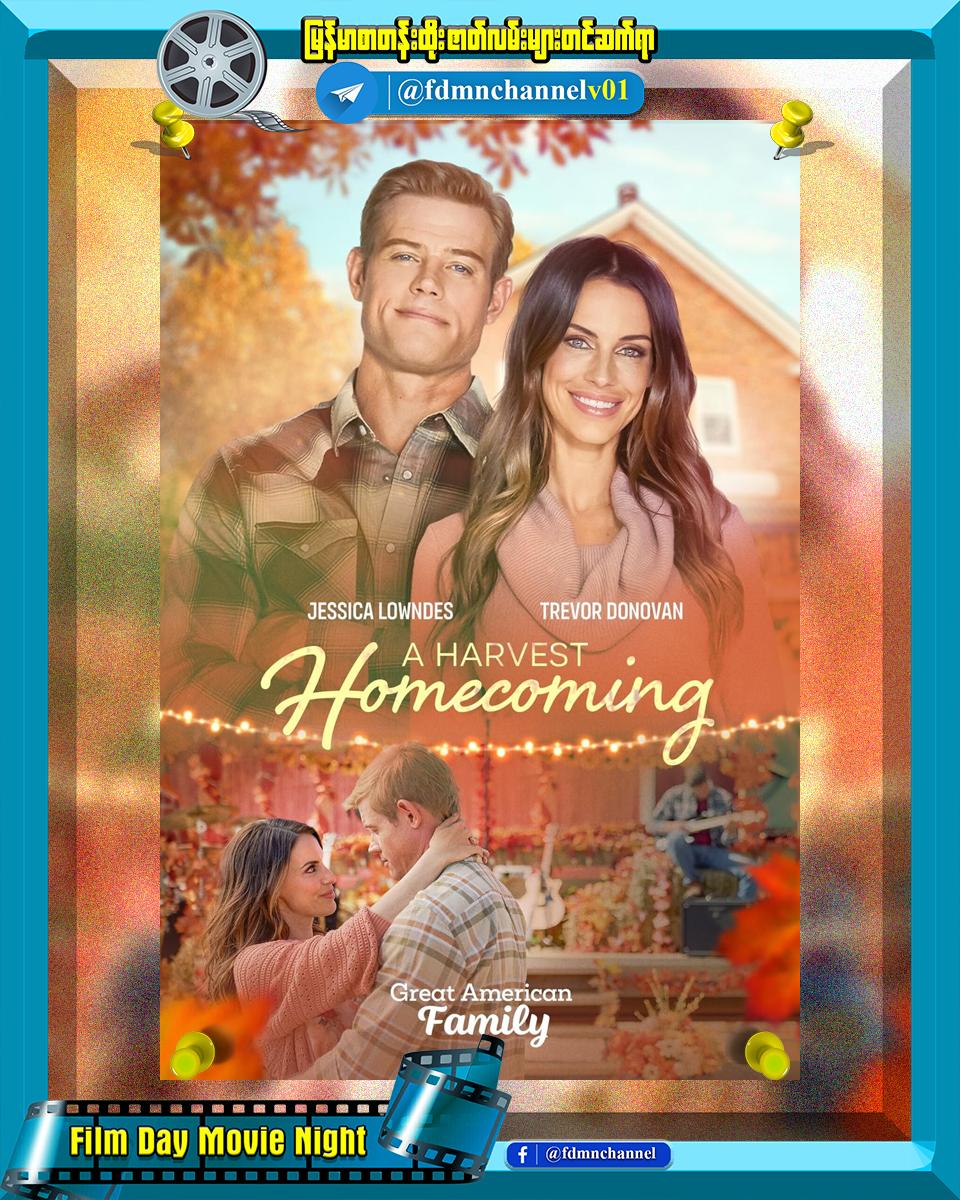 မြန်မာစာတန်းထိုးဇာတ်လမ်းများတင်ဆက်ရာ
@fdmnchannelv01
JESSICA LOWNDES TREVOR DONOVAN
A HARVEST
Homecoming
Great American
Family
Film Day Movie Night
f @fdmnchannel